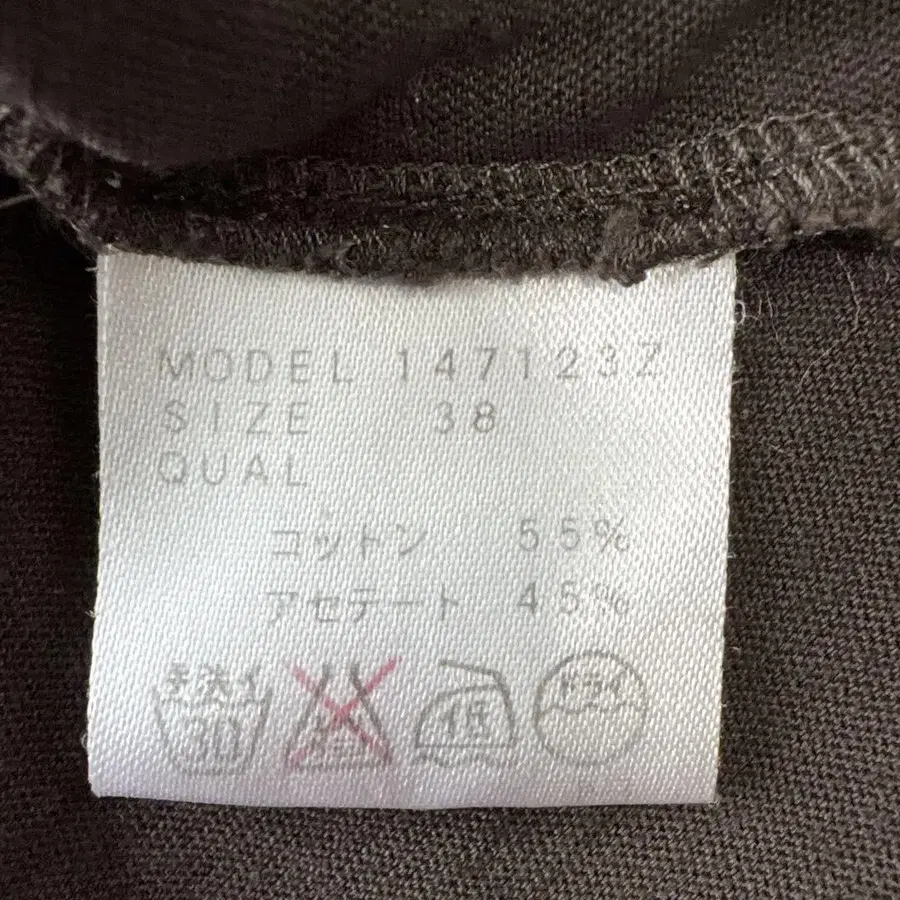 MODEL 147123Z
SIZE 38
QUAL
コットン 55%
アセテート 45%
手洗イ 30 低 ドライ